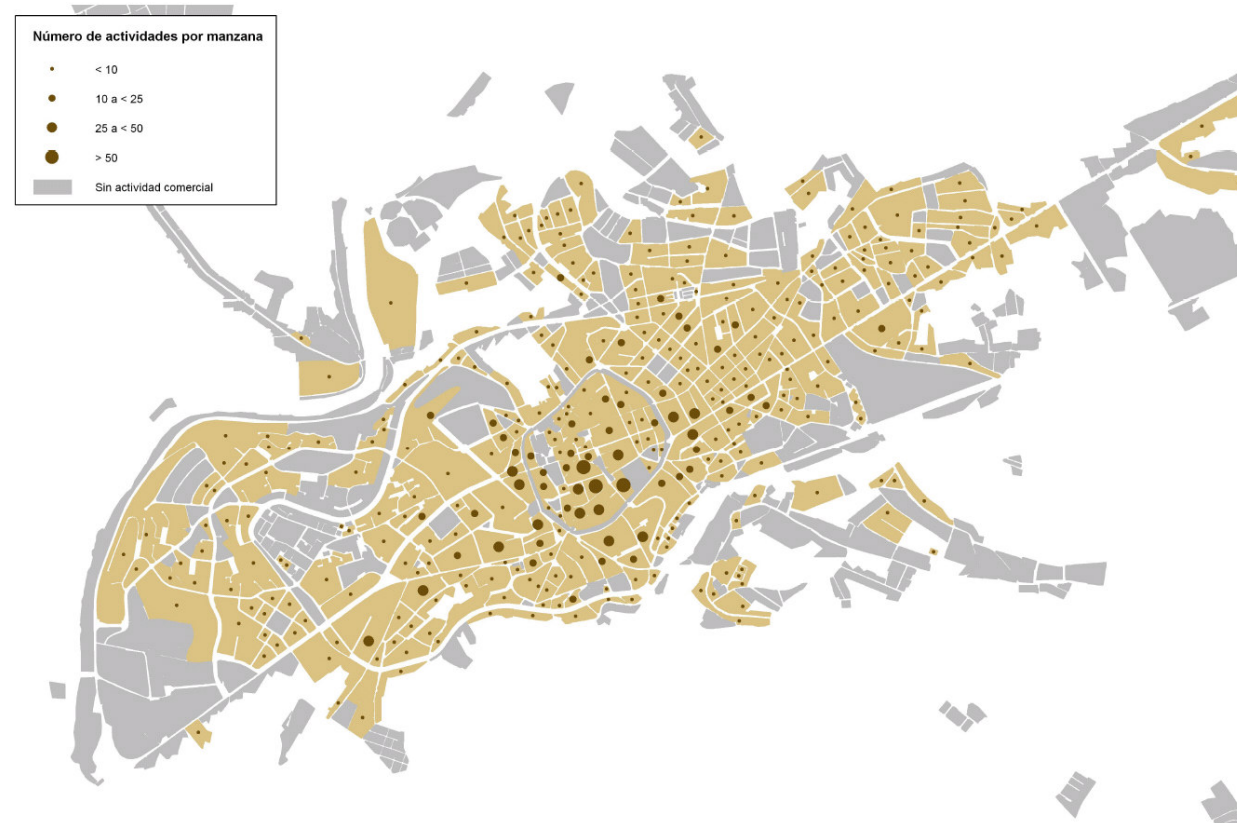 Número de actividades por manzana
< 10
10 a < 25
25 a < 50
> 50
Sin actividad comercial